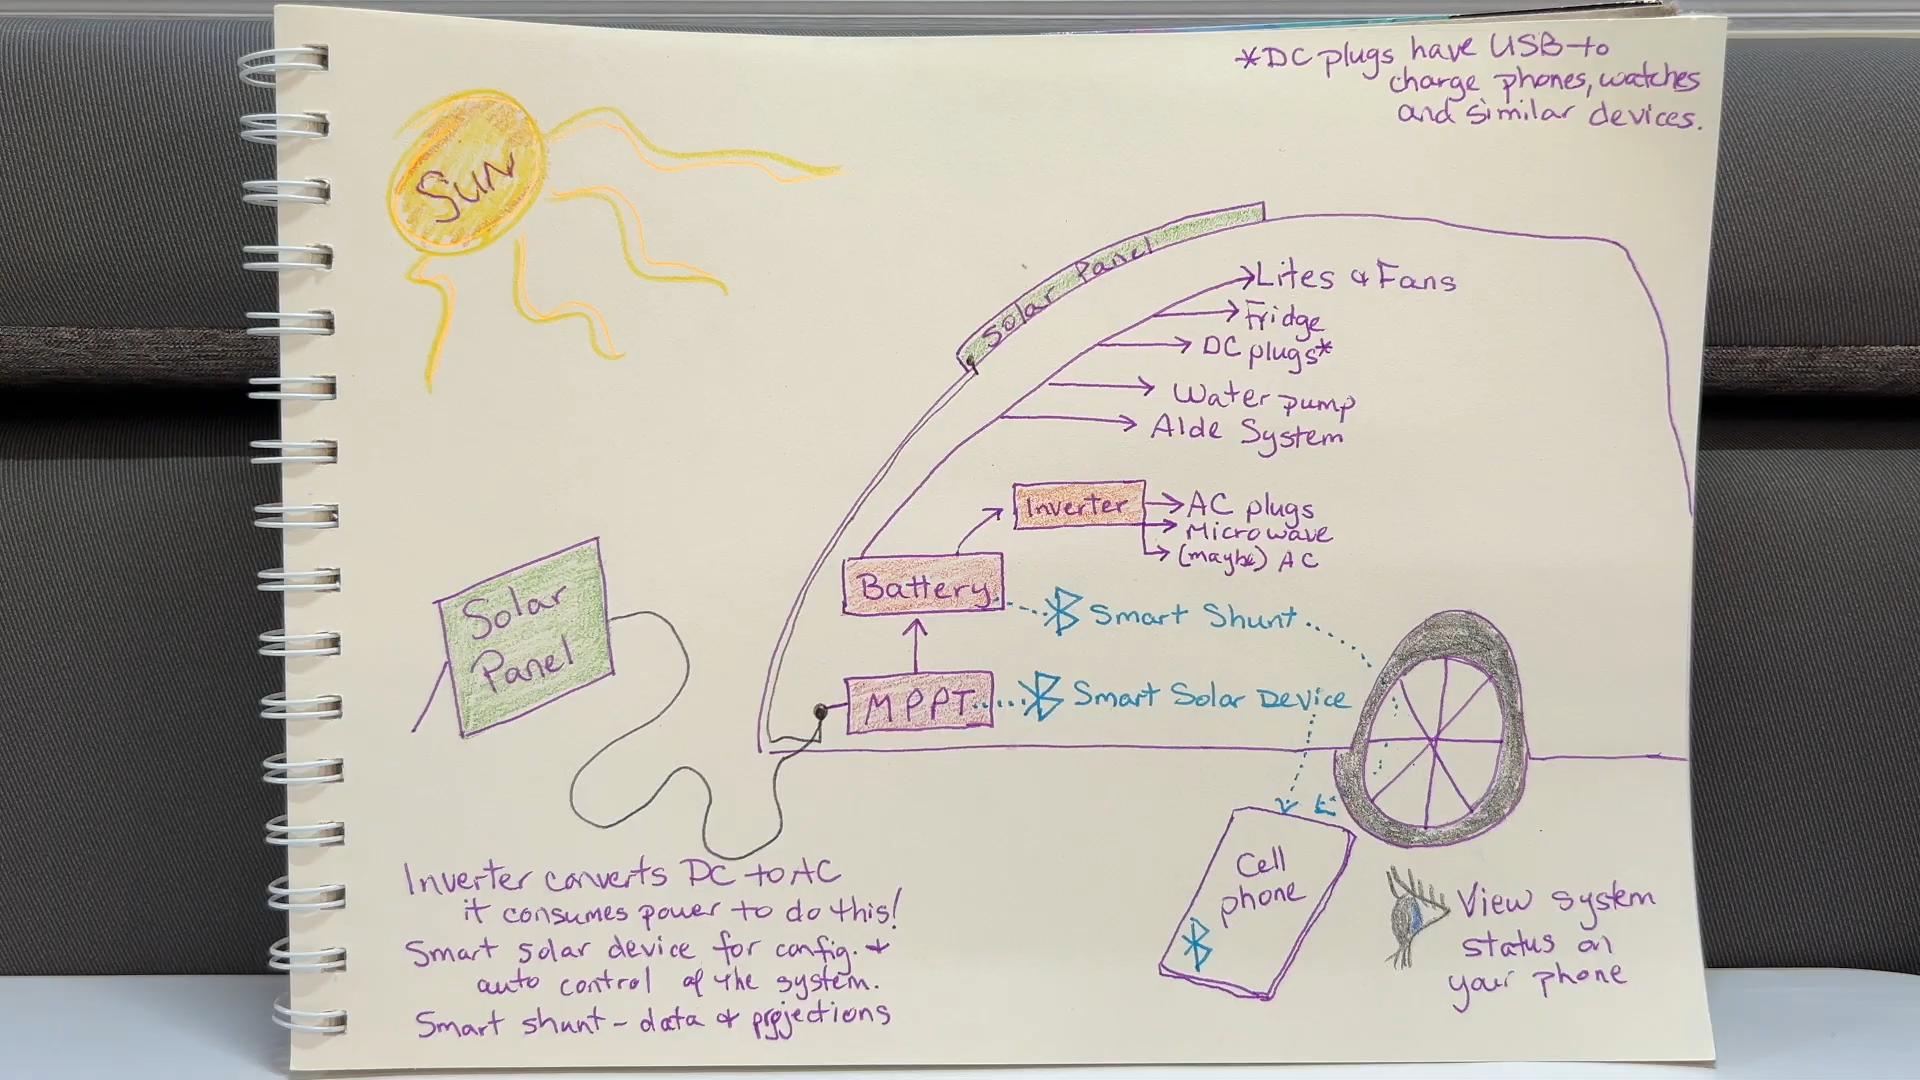 *DC plugs have USB to
charge phones, watches
and similar devices.
Sun
Solar Panel
Lites & Fans
Fridge
DC plugs*
Water pump
Alde System
Inverter
AC plugs
Microwave
(maybe) AC
Battery
Smart Shunt
Solar
Panel
MPPT
Smart Solar Device
Cell
phone
View system
status on
your phone
Inverter converts DC to AC
it consumes power to do this!
Smart solar device for config. +
auto control of the system.
Smart shunt - data & projections